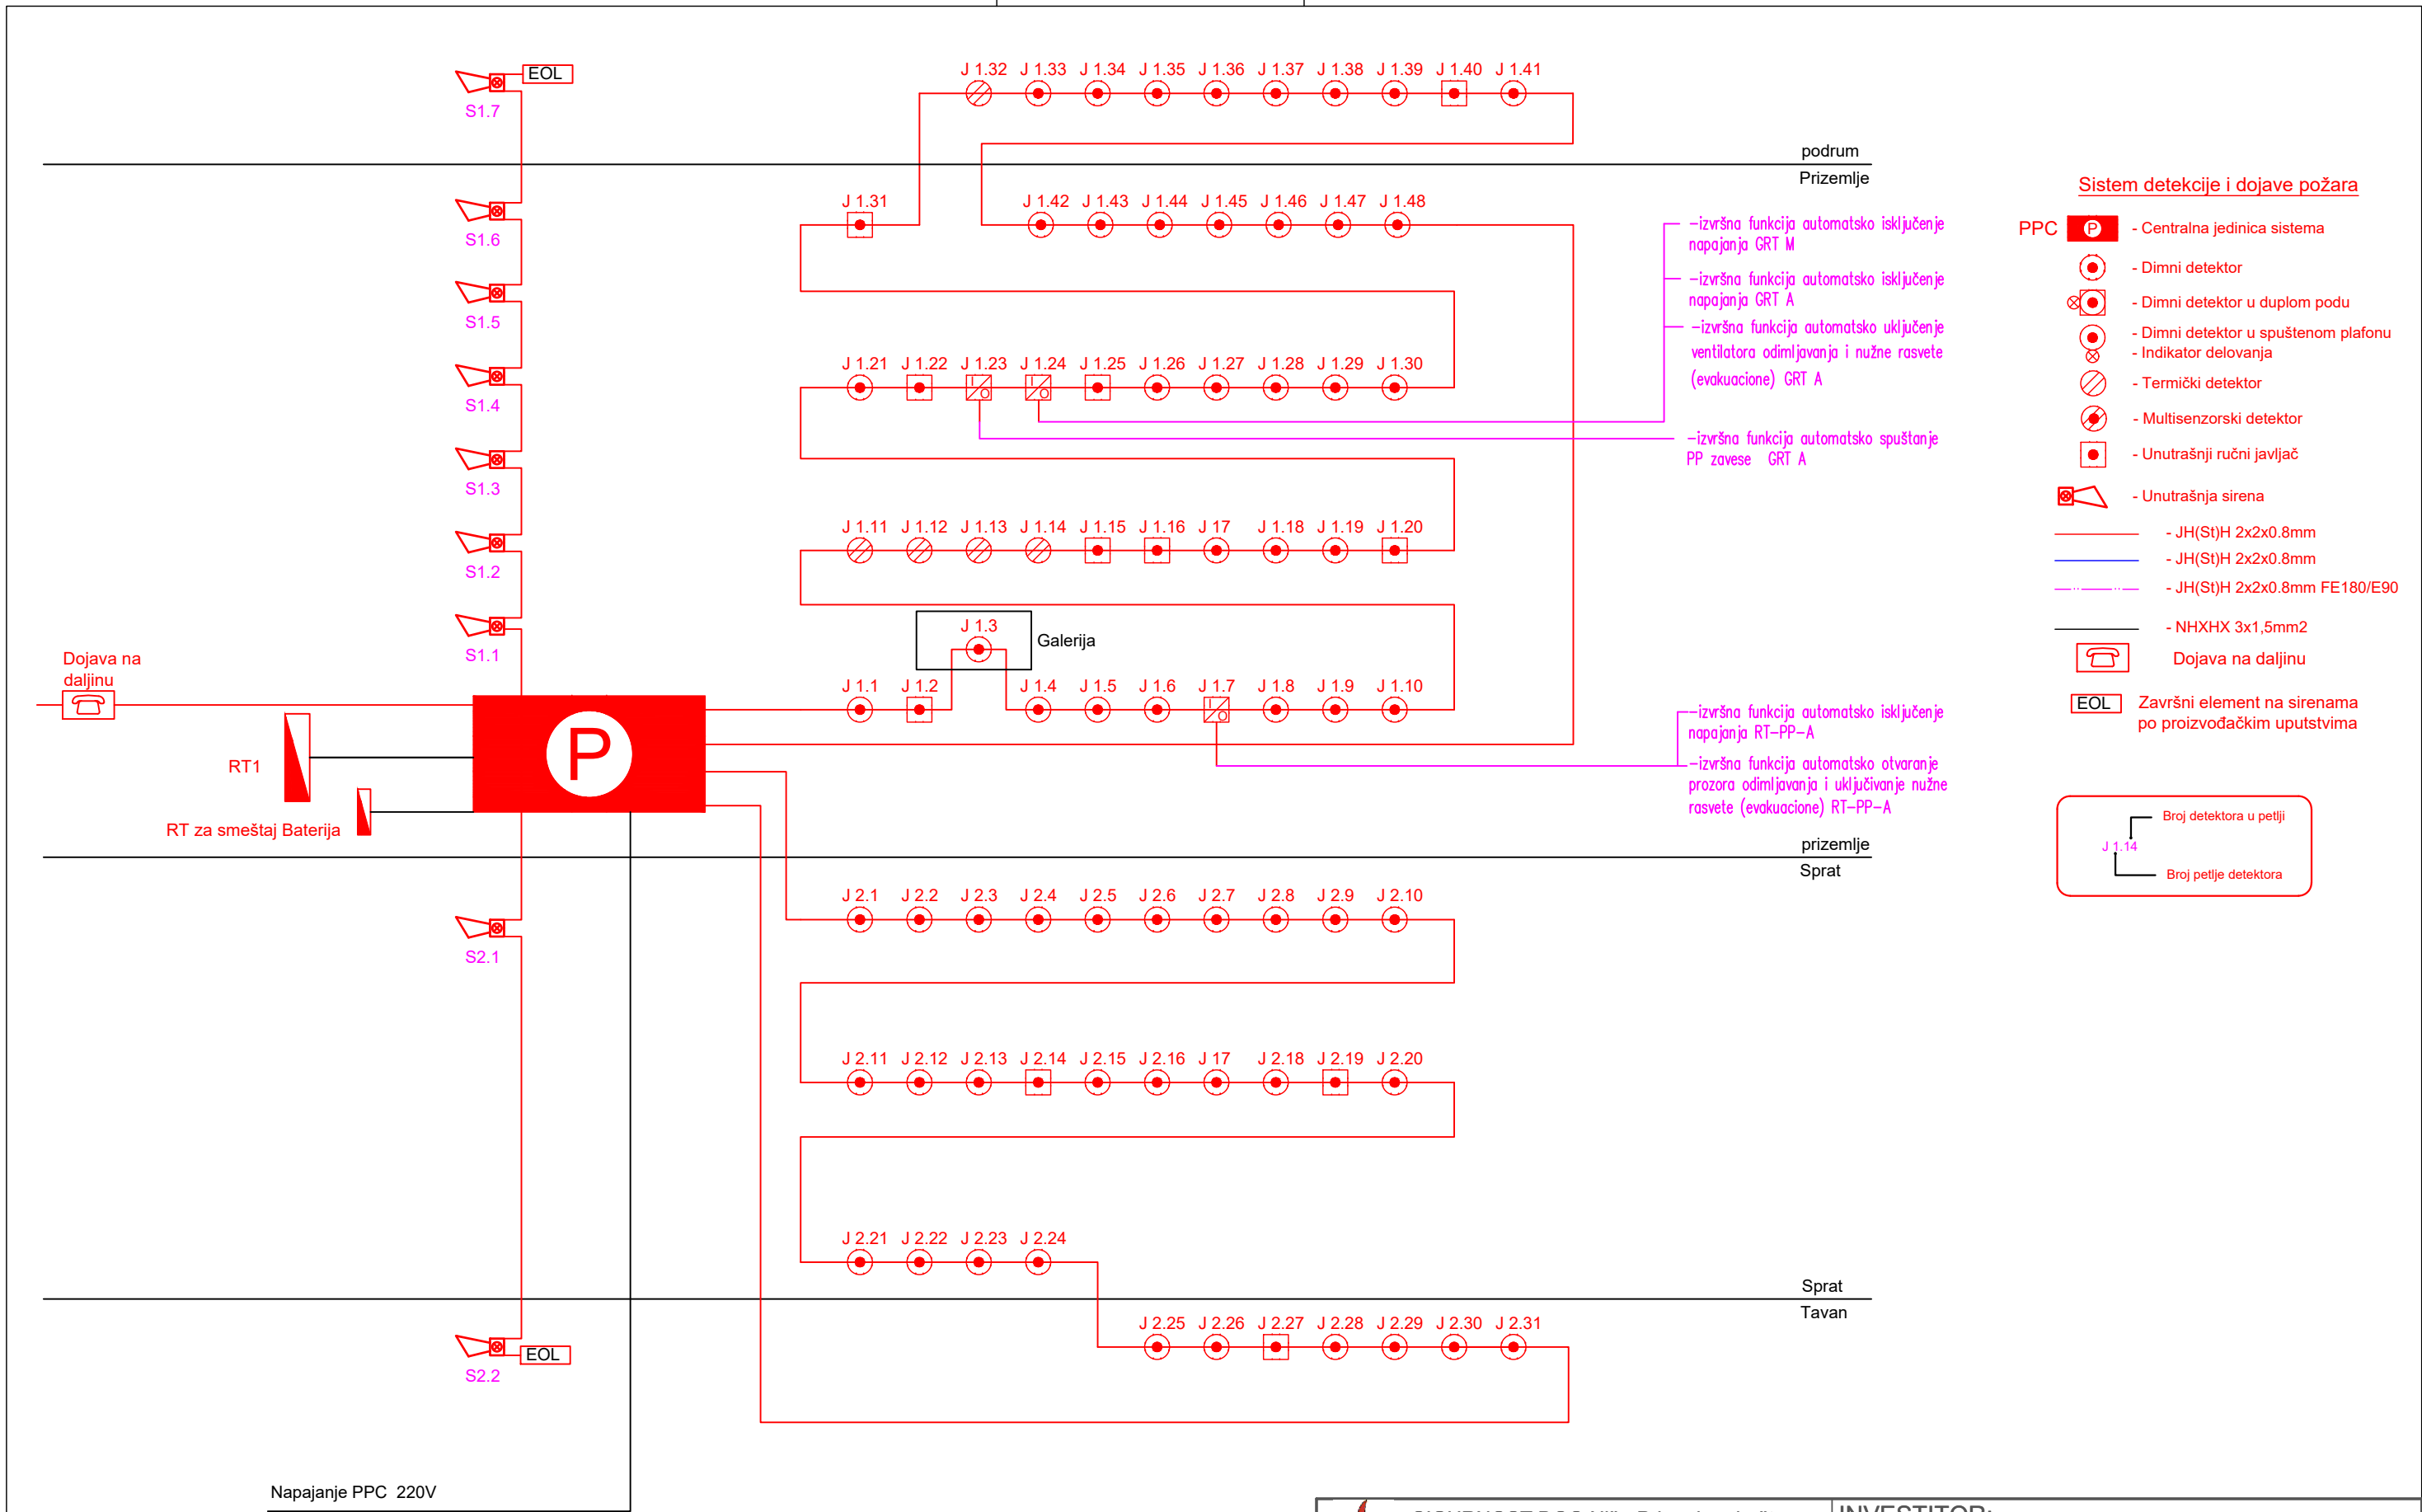 EOL
S1.7
J 1.32 J 1.33 J 1.34 J 1.35 J 1.36 J 1.37 J 1.38 J 1.39 J 1.40 J 1.41
podrum
Prizemlje
S1.6
S1.5
S1.4
S1.3
S1.2
S1.1
J 1.31 J 1.42 J 1.43 J 1.44 J 1.45 J 1.46 J 1.47 J 1.48
J 1.21 J 1.22 J 1.23 J 1.24 J 1.25 J 1.26 J 1.27 J 1.28 J 1.29 J 1.30
I O I O
J 1.11 J 1.12 J 1.13 J 1.14 J 1.15 J 1.16 J 17 J 1.18 J 1.19 J 1.20
J 1.3
Galerija
J 1.1 J 1.2 J 1.4 J 1.5 J 1.6 J 1.7 J 1.8 J 1.9 J 1.10
I O
-izvršna funkcija automatsko isključenje
napajanja GRT M
-izvršna funkcija automatsko isključenje
napajanja GRT A
-izvršna funkcija automatsko uključenje
ventilatora odimljavanja i nužne rasvete
(evakuacione) GRT A
-izvršna funkcija automatsko spuštanje
PP zavese GRT A
-izvršna funkcija automatsko isključenje
napajanja RT-PP-A
-izvršna funkcija automatsko otvaranje
prozora odimljavanja i uključivanje nužne
rasvete (evakuacione) RT-PP-A
Dojava na
daljinu
P
RT1
RT za smeštaj Baterija
prizemlje
Sprat
S2.1
J 2.1 J 2.2 J 2.3 J 2.4 J 2.5 J 2.6 J 2.7 J 2.8 J 2.9 J 2.10
J 2.11 J 2.12 J 2.13 J 2.14 J 2.15 J 2.16 J 17 J 2.18 J 2.19 J 2.20
J 2.21 J 2.22 J 2.23 J 2.24
Sprat
Tavan
J 2.25 J 2.26 J 2.27 J 2.28 J 2.29 J 2.30 J 2.31
EOL
S2.2
Napajanje PPC 220V
Sistem detekcije i dojave požara
PPC P - Centralna jedinica sistema
- Dimni detektor
- Dimni detektor u duplom podu
- Dimni detektor u spuštenom plafonu
- Indikator delovanja
- Termički detektor
- Multisenzorski detektor
- Unutrašnji ručni javljač
- Unutrašnja sirena
- JH(St)H 2x2x0.8mm
- JH(St)H 2x2x0.8mm
- JH(St)H 2x2x0.8mm FE180/E90
- NHXHX 3x1,5mm2
Dojava na daljinu
EOL Završni element na sirenama
po proizvođačkim uputstvima
Broj detektora u petlji
J 1.14
Broj petlje detektora
INVESTITOR: